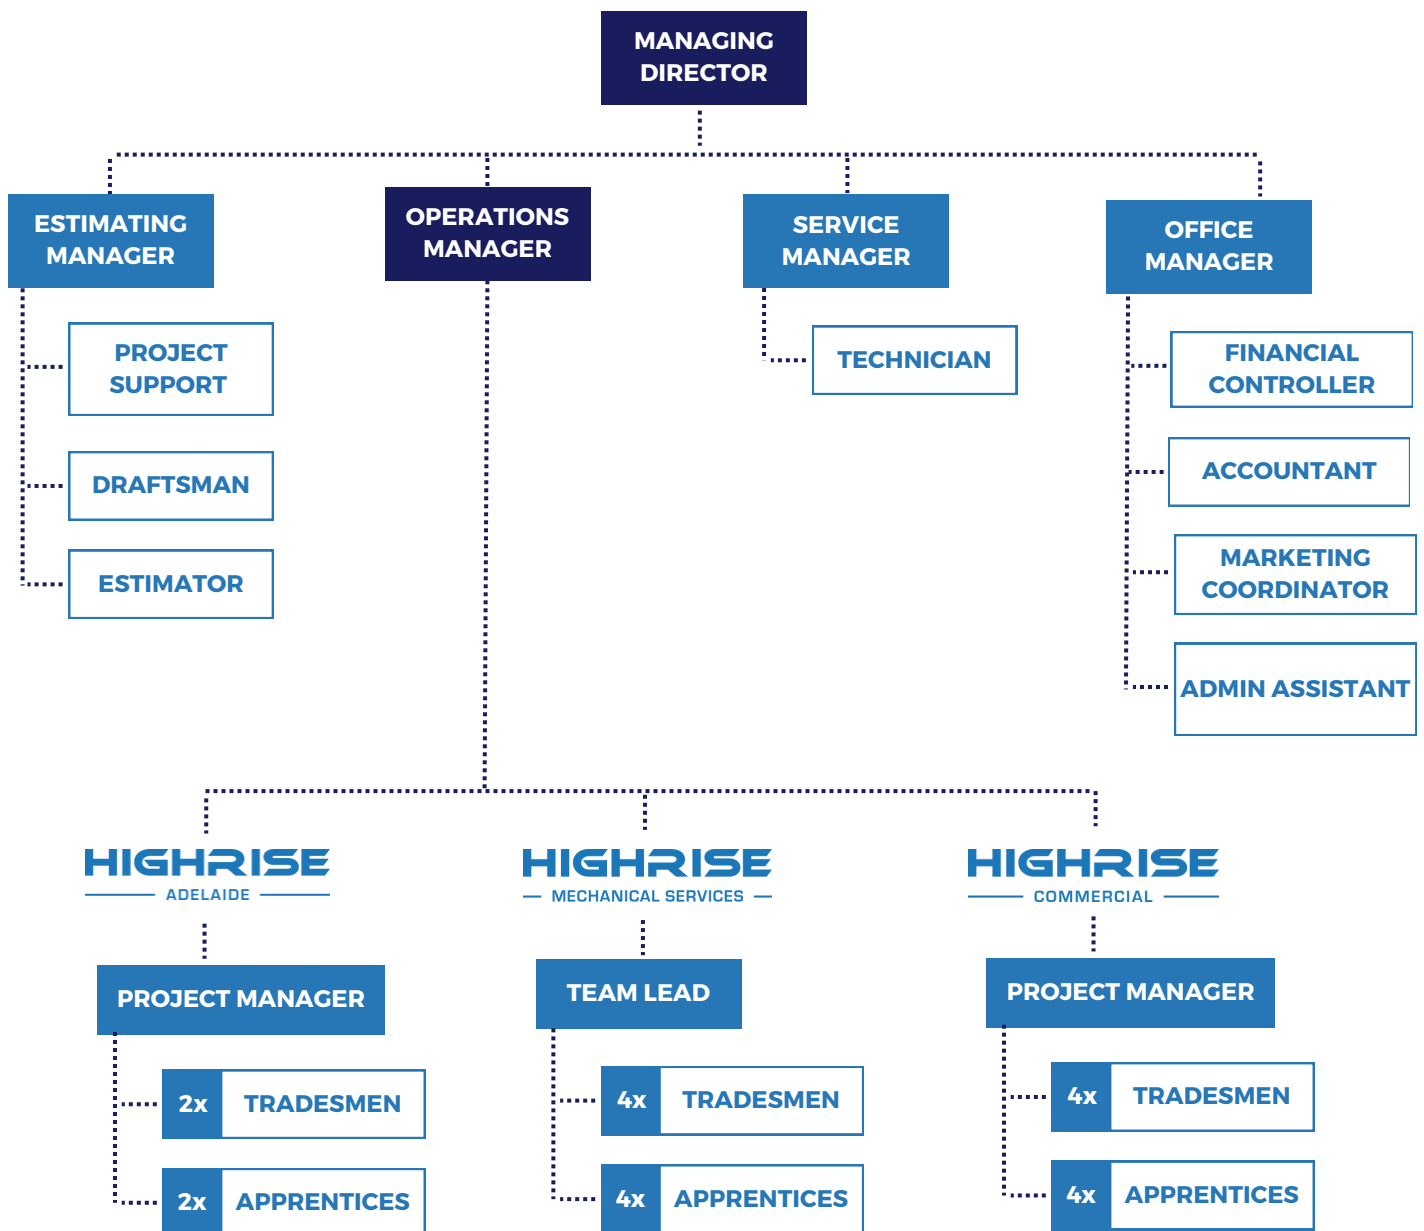 MANAGING
DIRECTOR
ESTIMATING
MANAGER
OPERATIONS
MANAGER
SERVICE
MANAGER
OFFICE
MANAGER
PROJECT
SUPPORT
DRAFTSMAN
ESTIMATOR
TECHNICIAN
FINANCIAL
CONTROLLER
ACCOUNTANT
MARKETING
COORDINATOR
ADMIN ASSISTANT
HIGHRISE
ADELAIDE
PROJECT MANAGER
2x TRADESMEN
2x APPRENTICES
HIGHRISE
MECHANICAL SERVICES
TEAM LEAD
4x TRADESMEN
4x APPRENTICES
HIGHRISE
COMMERCIAL
PROJECT MANAGER
4x TRADESMEN
4x APPRENTICES